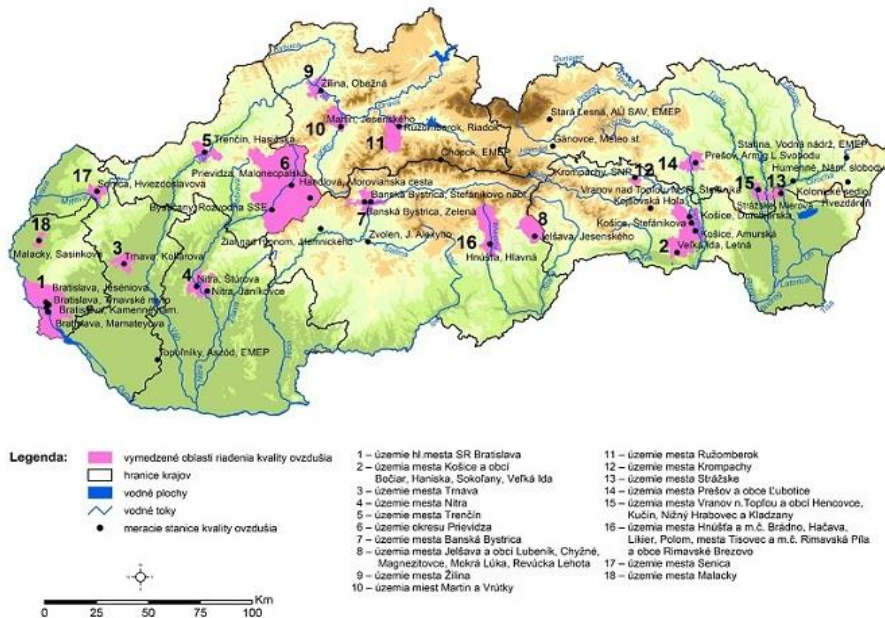 9
Žilina, Obežná
Dunajec
Poprad
10
Martin, Jesenského
Stará Lesná, AÚ SAV, EMEP
5
Trenčín, Hasičská
11
Ružomberok, Riadok
Gánovce, Meteo.st.
Statina, Vodná nádrž, EMEP
6
Chopok, EMEP
14
Prešov, Arm.g L.Svobodu
Humenné, Nám. slobody
17
Prievidza, Malonecpalská
Krompachy, SNP
12
15
13
Senica, Hviezdoslavova
Handlová, Morovianska cesta
Vranov nad Topľou, M. R. Štefánika
Kolonické sedlo
Banská Bystrica, Štefánikovo nábr.
Kojšovská Hola
Strážske, Mierova
Hvezdáreň
Bystričany, Rozvodňa SSE
7
Banská Bystrica, Zelená
Košice, Štefánikova
18
3
8
Košice, Amurská
Žiar nad Hronom, Jilemnického
Zvolen, J. Alexyho
16
Jelšava, Jesenského
Malacky, Sasinkova
Trnava, Kollárova
Hnúšťa, Hlavná
2
Veľká Ida, Letná
1
4
Nitra, Štúrova
Bratislava, Jeséniova
Nitra, Janíkovce
Bratislava, Trnavské mýto
Bratislava, Kamenné nám.
Bratislava, Mamateyova
Topoľníky, Aszód, EMEP
Legenda:
vymedzené oblasti riadenia kvality ovzdušia
hranice krajov
vodné plochy
vodné toky
meracie stanice kvality ovzdušia
Km
0 25 50 75 100
1 – územie hl.mesta SR Bratislava
2 – územia mesta Košice a obcí
Bočiar, Haniska, Sokoľany, Veľká Ida
3 – územie mesta Trnava
4 – územie mesta Nitra
5 – územie mesta Trenčín
6 – územie okresu Prievidza
7 – územie mesta Banská Bystrica
8 – územia mesta Jelšava a obcí Lubeník, Chyžné,
Magnezitovce, Mokrá Lúka, Revúcka Lehota
9 – územie mesta Žilina
10 – územia miest Martin a Vrútky
11 – územie mesta Ružomberok
12 – územie mesta Krompachy
13 – územie mesta Strážske
14 – územia mesta Prešov a obce Ľubotice
15 – územia mesta Vranov n.Topľou a obcí Hencovce,
Kučín, Nižný Hrabovec a Kladzany
16 – územia mesta Hnúšťa a m.č. Brádno, Hačava,
Likier, Polom, mesta Tisovec a m.č. Rimavská Píla
a obce Rimavské Brezovo
17 – územie mesta Senica
18 – územie mesta Malacky